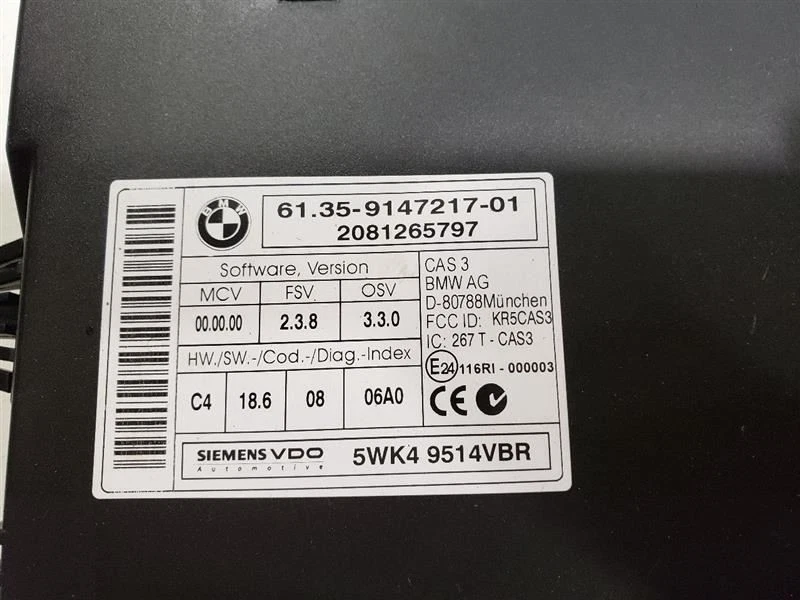 BMW
61.35-9147217-01
2081265797
Software, Version
MCV FSV OSV
00.00.00 2.3.8 3.3.0
HW./SW.-/Cod.-/Diag.-Index
C4 18.6 08 06A0
CAS 3
BMW AG
D-80788München
FCC ID: KR5CAS3
IC: 267 T - CAS3
E24 116RI - 000003
CE
SIEMENS VDO
Automotive
5WK4 9514VBR